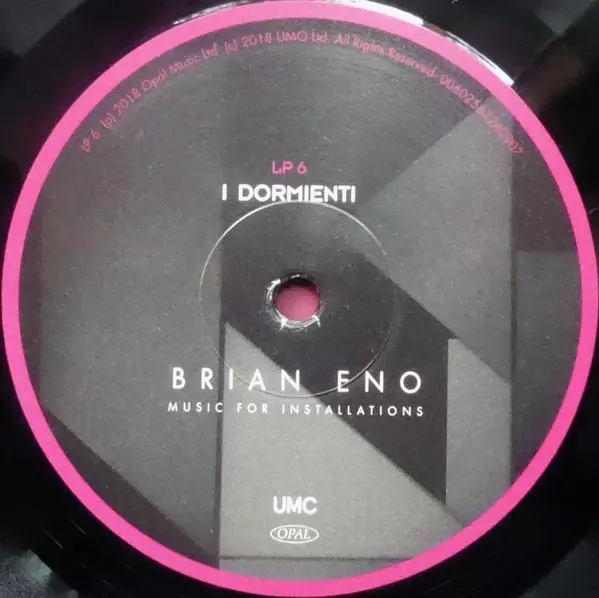 LP 6 (p) 2018 Opal Music Ltd (c) 2018 UMO Ltd. All Rights Reserved.
LP 6
I DORMIENTI
BRIAN ENO
MUSIC FOR INSTALLATIONS
UMC
OPAL